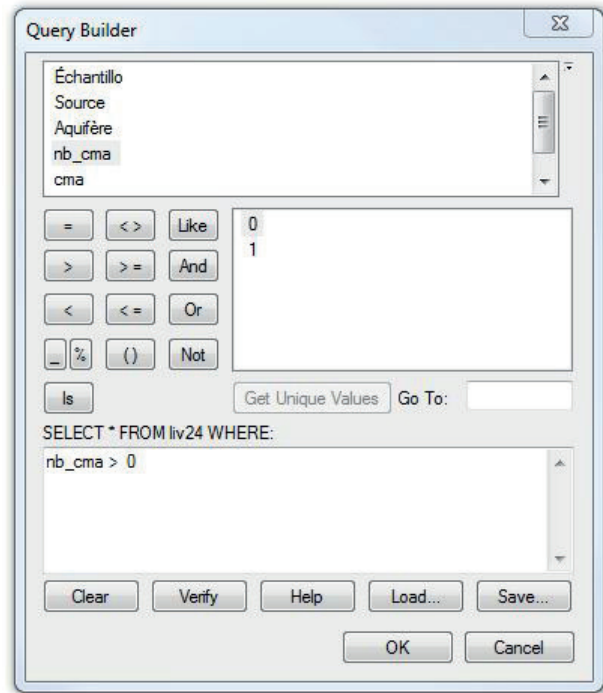 Query Builder
Échantillo
Source
Aquifère
nb_cma
cma
= < > Like
> > = And
< < = Or
_ % ( ) Not
Is
0
1
Get Unique Values Go To:
SELECT * FROM liv24 WHERE:
nb_cma > 0
Clear Verify Help Load... Save...
OK Cancel